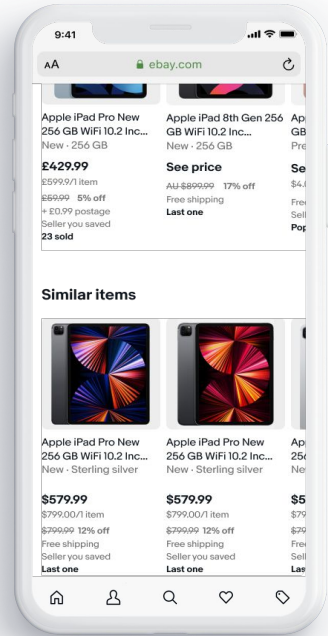 9:41
AA
ebay.com
Apple iPad Pro New
256 GB WiFi 10.2 Inc...
New · 256 GB
£429.99
£599.9/1 item
£59.99 5% off
+ £0.99 postage
Seller you saved
23 sold
Apple iPad 8th Gen 256
GB WiFi 10.2 Inc...
New · 256 GB
See price
AU $899.99 17% off
Free shipping
Last one
Similar items
Apple iPad Pro New
256 GB WiFi 10.2 Inc...
New · Sterling silver
$579.99
$799.00/1 item
$799.99 12% off
Free shipping
Seller you saved
Last one
Apple iPad Pro New
256 GB WiFi 10.2 Inc...
New · Sterling silver
$579.99
$799.00/1 item
$799.99 12% off
Free shipping
Seller you saved
Last one